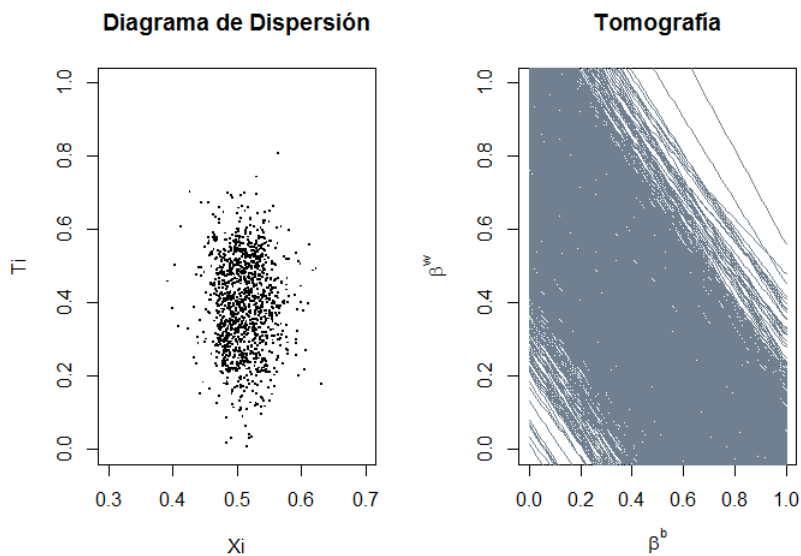 Diagrama de Dispersión
Ti
1.0
0.8
0.6
0.4
0.2
0.0
0.3 0.4 0.5 0.6 0.7
Xi
Tomografía
βʷ
1.0
0.8
0.6
0.4
0.2
0.0
0.0 0.2 0.4 0.6 0.8 1.0
βᵇ